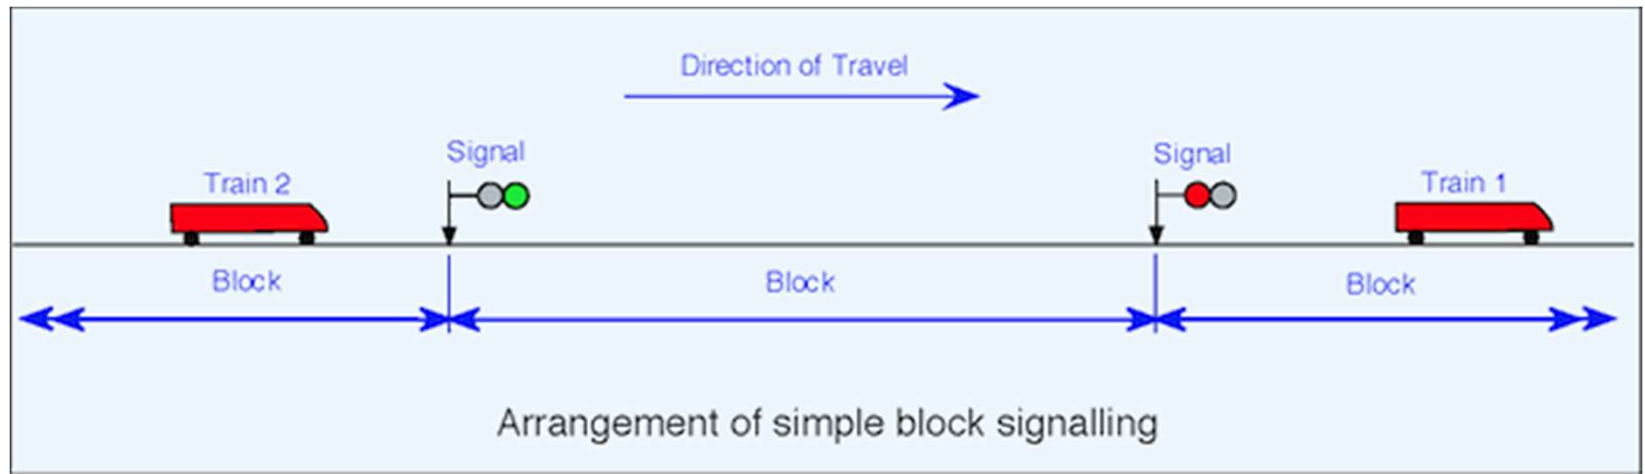 Direction of Travel
Signal
Signal
Train 2
Train 1
Block
Block
Block
Arrangement of simple block signalling